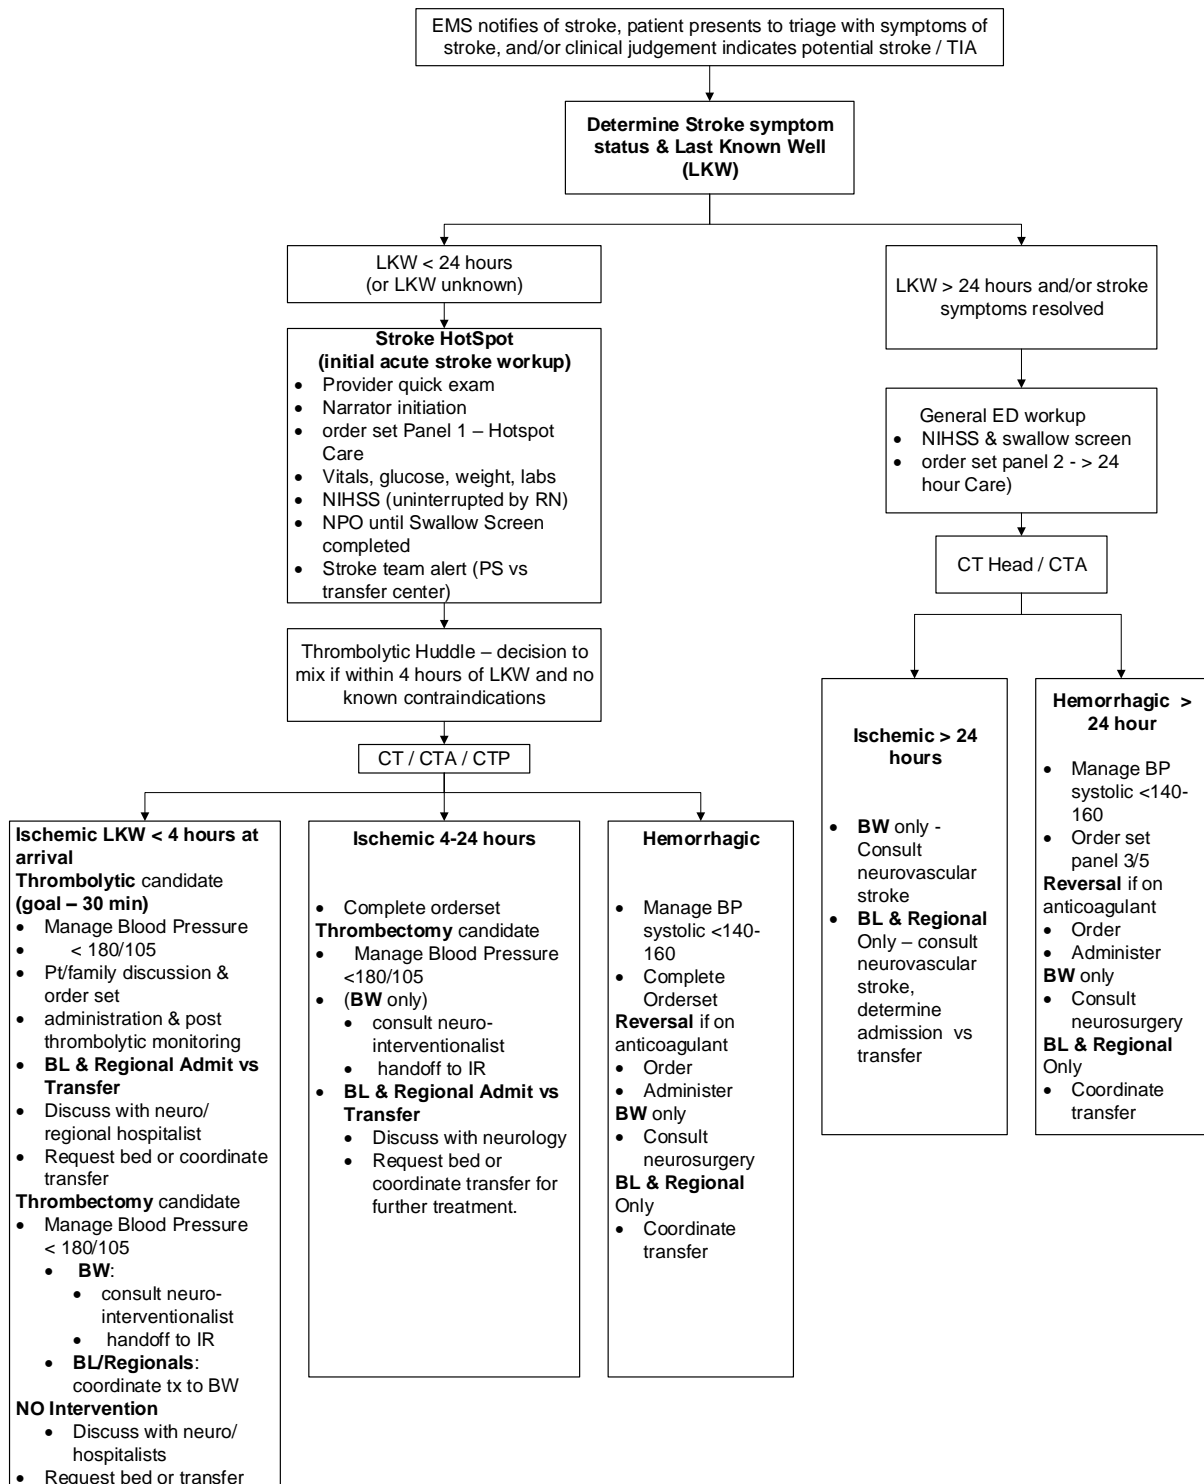 EMS notifies of stroke, patient presents to triage with symptoms of
stroke, and/or clinical judgement indicates potential stroke / TIA
Determine Stroke symptom
status & Last Known Well
(LKW)
LKW < 24 hours
(or LKW unknown)
Stroke HotSpot
(initial acute stroke workup)
• Provider quick exam
• Narrator initiation
• order set Panel 1 – Hotspot
Care
• Vitals, glucose, weight, labs
• NIHSS (uninterrupted by RN)
• NPO until Swallow Screen
completed
• Stroke team alert (PS vs
transfer center)
Thrombolytic Huddle – decision to
mix if within 4 hours of LKW and no
known contraindications
CT / CTA / CTP
Ischemic LKW < 4 hours at
arrival
Thrombolytic candidate
(goal – 30 min)
• Manage Blood Pressure
• < 180/105
• Pt/family discussion &
• order set
• administration & post
thrombolytic monitoring
• BL & Regional Admit vs
Transfer
• Discuss with neuro/
regional hospitalist
• Request bed or coordinate
transfer
Thrombectomy candidate
• Manage Blood Pressure
< 180/105
• BW:
• consult neuro-
interventionalist
• handoff to IR
• BL/Regionals:
coordinate tx to BW
NO Intervention
• Discuss with neuro/
hospitalists
• Request bed or transfer
Ischemic 4-24 hours
• Complete orderset
Thrombectomy candidate
• Manage Blood Pressure
<180/105
• (BW only)
• consult neuro-
interventionalist
• handoff to IR
• BL & Regional Admit vs
Transfer
• Discuss with neurology
• Request bed or
coordinate transfer for
further treatment.
Hemorrhagic
• Manage BP
systolic <140-
160
• Complete
Orderset
Reversal if on
anticoagulant
• Order
• Administer
BW only
• Consult
neurosurgery
BL & Regional
Only
• Coordinate
transfer
LKW > 24 hours and/or stroke
symptoms resolved
General ED workup
• NIHSS & swallow screen
• order set panel 2 - > 24
hour Care)
CT Head / CTA
Ischemic > 24
hours
• BW only -
Consult
neurovascular
stroke
• BL & Regional
Only – consult
neurovascular
stroke,
determine
admission vs
transfer
Hemorrhagic >
24 hour
• Manage BP
systolic <140-
160
• Order set
panel 3/5
Reversal if on
anticoagulant
• Order
• Administer
BW only
• Consult
neurosurgery
BL & Regional
Only
• Coordinate
transfer